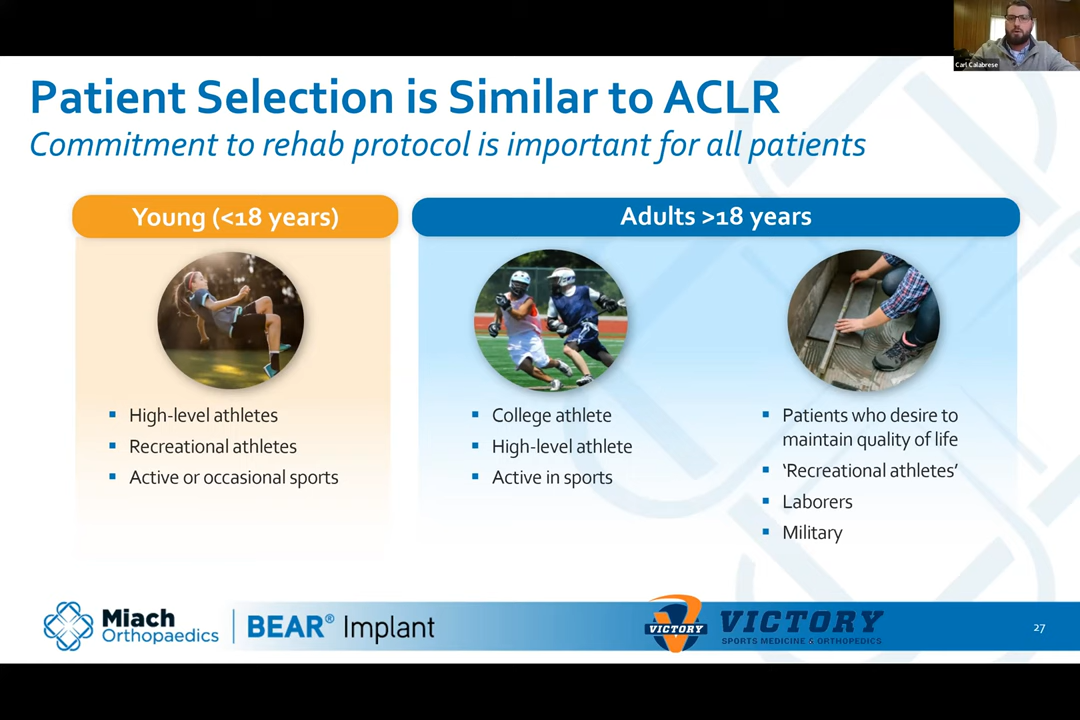 Carl Calabrese
Patient Selection is Similar to ACLR
Commitment to rehab protocol is important for all patients
Young (<18 years)
Adults >18 years
▪ High-level athletes
▪ Recreational athletes
▪ Active or occasional sports
▪ College athlete
▪ High-level athlete
▪ Active in sports
▪ Patients who desire to
maintain quality of life
▪ ‘Recreational athletes’
▪ Laborers
▪ Military
Miach
Orthopaedics
BEAR® Implant
VICTORY
VICTORY
SPORTS MEDICINE & ORTHOPEDICS
27